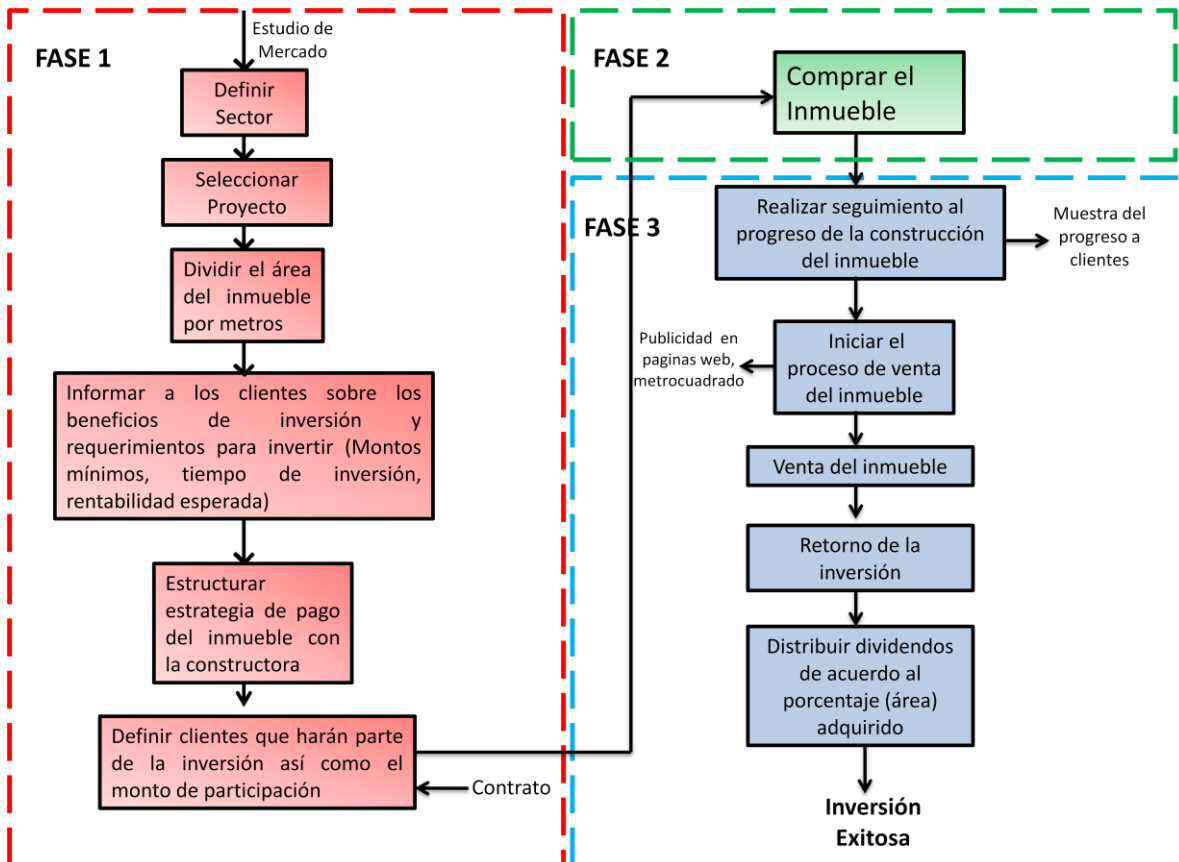 Estudio de
Mercado
FASE 1
Definir
Sector
Seleccionar
Proyecto
Dividir el área
del inmueble
por metros
Informar a los clientes sobre los
beneficios de inversión y
requerimientos para invertir (Montos
mínimos, tiempo de inversión,
rentabilidad esperada)
Estructurar
estrategia de pago
del inmueble con
la constructora
Definir clientes que harán parte
de la inversión así como el
monto de participación
Contrato
FASE 2
Comprar el
Inmueble
FASE 3
Realizar seguimiento al
progreso de la construcción
del inmueble
Muestra del
progreso a
clientes
Iniciar el
proceso de venta
del inmueble
Publicidad en
paginas web,
metrocuadrado
Venta del inmueble
Retorno de la
inversión
Distribuir dividendos
de acuerdo al
porcentaje (área)
adquirido
Inversión
Exitosa